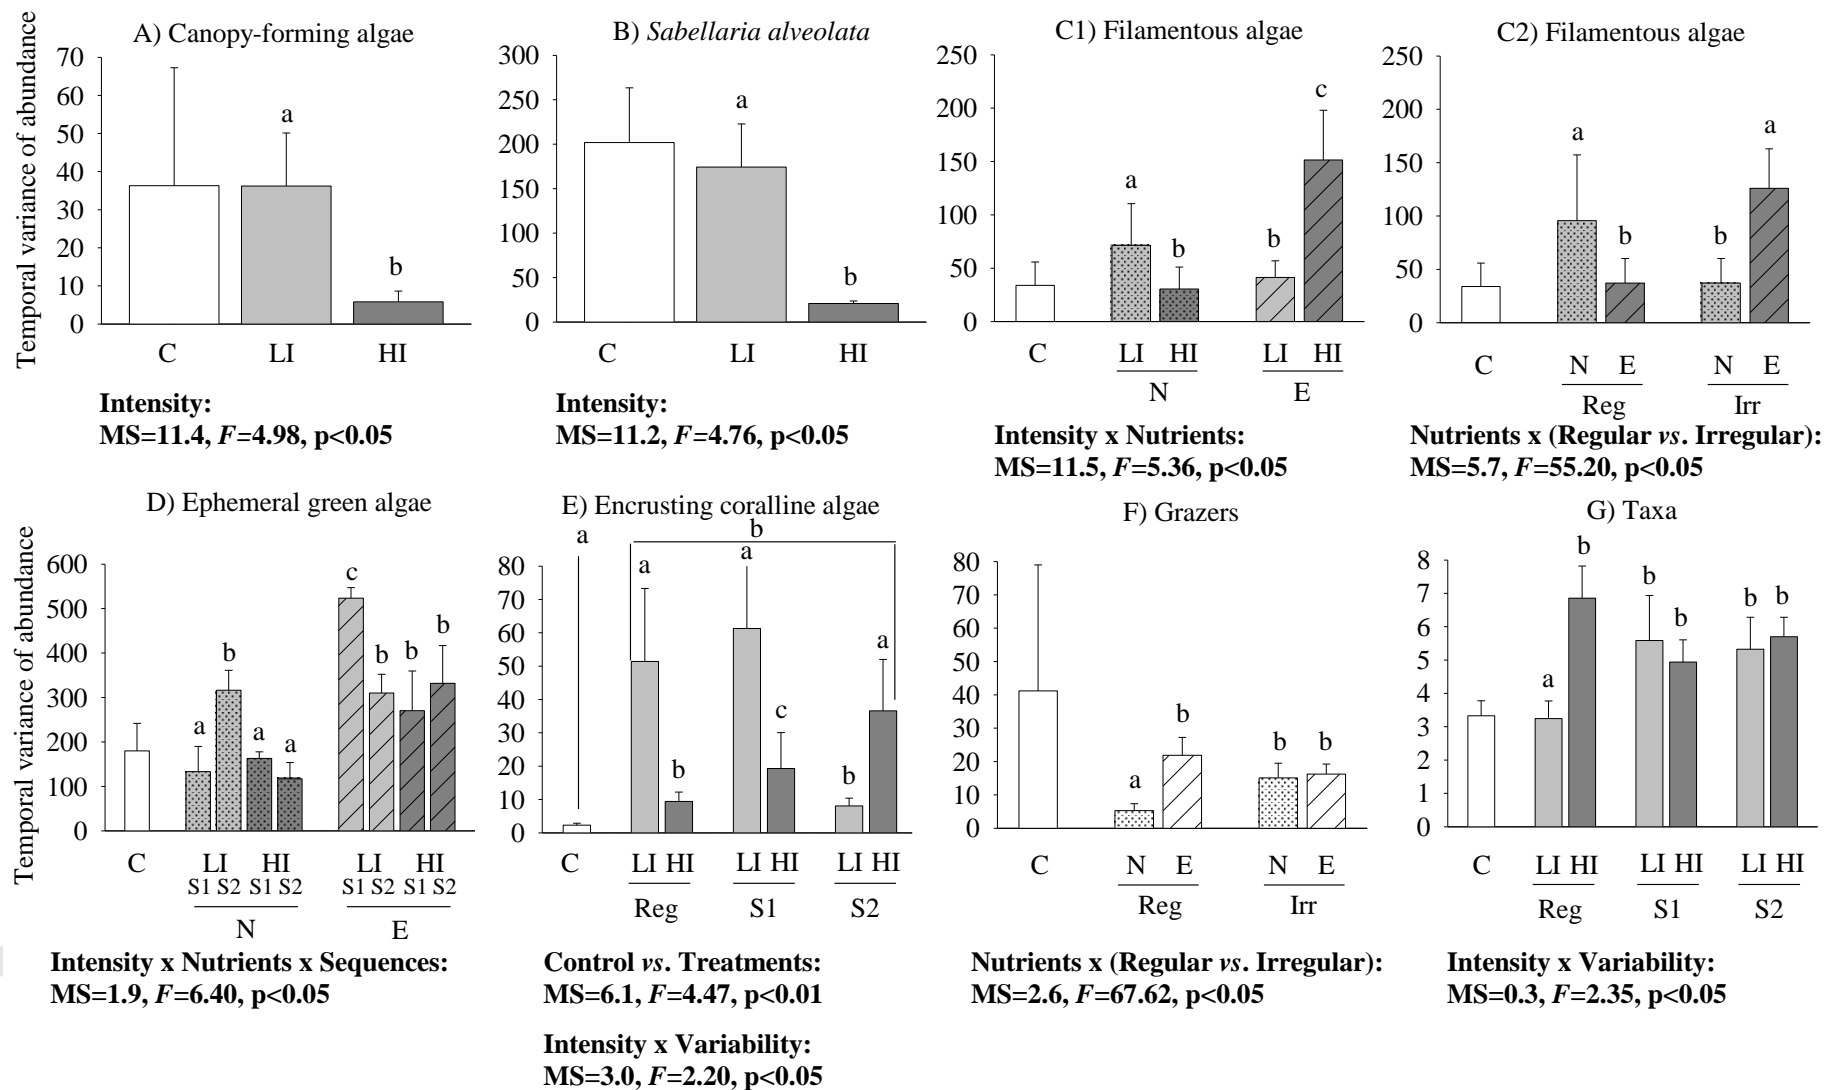 A) Canopy-forming algae
Temporal variance of abundance
70
60
50
40
30
20
10
0
a
b
C LI HI
Intensity:
MS=11.4, F=4.98, p<0.05
B) Sabellaria alveolata
300
250
200
150
100
50
0
a
b
C LI HI
Intensity:
MS=11.2, F=4.76, p<0.05
C1) Filamentous algae
250
200
150
100
50
0
a
b
b
c
C LI HI LI HI
N E
Intensity x Nutrients:
MS=11.5, F=5.36, p<0.05
C2) Filamentous algae
250
200
150
100
50
0
a
b
b
a
C N E N E
Reg Irr
Nutrients x (Regular vs. Irregular):
MS=5.7, F=55.20, p<0.05
D) Ephemeral green algae
Temporal variance of abundance
600
500
400
300
200
100
0
a
b
a
a
c
b
b
b
C LI HI LI HI
S1 S2 S1 S2 S1 S2 S1 S2
N E
Intensity x Nutrients x Sequences:
MS=1.9, F=6.40, p<0.05
E) Encrusting coralline algae
80
70
60
50
40
30
20
10
0
a
b
a
b
a
c
b
a
C LI HI LI HI LI HI
Reg S1 S2
Control vs. Treatments:
MS=6.1, F=4.47, p<0.01
Intensity x Variability:
MS=3.0, F=2.20, p<0.05
F) Grazers
80
70
60
50
40
30
20
10
0
a
b
b
b
C N E N E
Reg Irr
Nutrients x (Regular vs. Irregular):
MS=2.6, F=67.62, p<0.05
G) Taxa
8
7
6
5
4
3
2
1
0
a
b
b
b
b
b
C LI HI LI HI LI HI
Reg S1 S2
Intensity x Variability:
MS=0.3, F=2.35, p<0.05